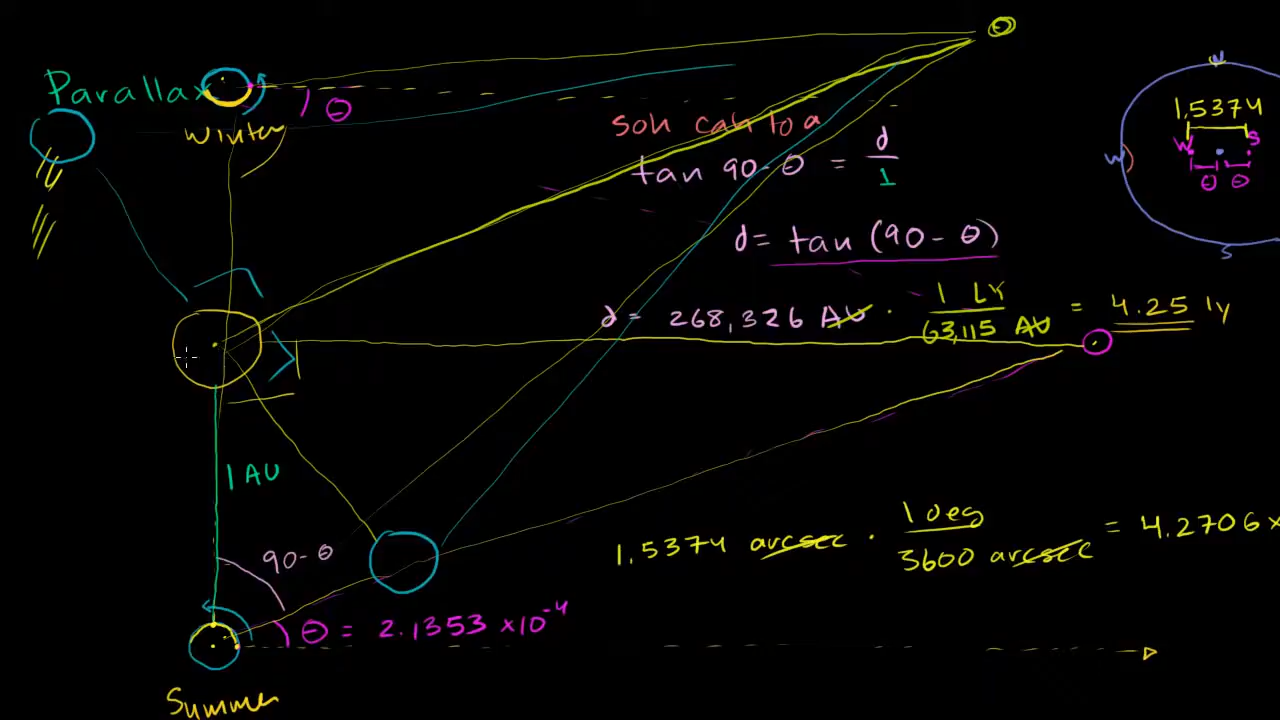 Parallax
Winter
θ
soh cah toa
tan 90-θ = d/1
d = tan (90-θ)
d = 268,326 AU · 1 LY/63,115 AU = 4.25 ly
N
1.5374
W
W
S
θ θ
S
1 AU
90-θ
1.5374 arcsec · 1 deg/3600 arcsec = 4.2706 x
θ = 2.1353 x10^-4
Summer